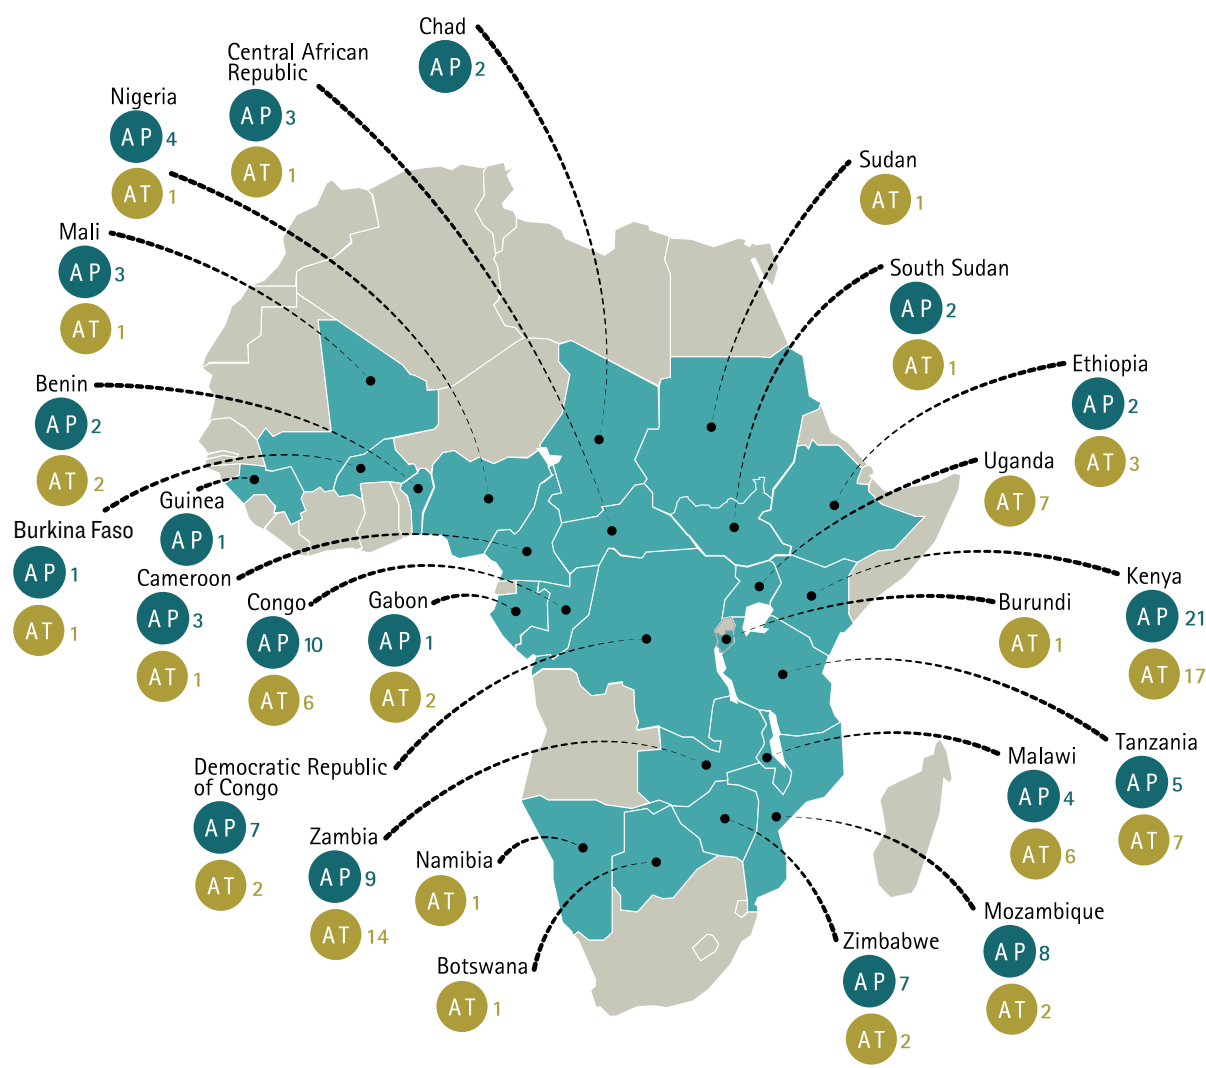 Chad
AP 2
Central African
Republic
AP 3
AT 1
Nigeria
AP 4
AT 1
Sudan
AT 1
Mali
AP 3
AT 1
South Sudan
AP 2
AT 1
Ethiopia
AP 2
AT 3
Benin
AP 2
AT 2
Uganda
AT 7
Guinea
AP 1
Burkina Faso
AP 1
AT 1
Cameroon
AP 3
AT 1
Congo
AP 10
AT 6
Gabon
AP 1
AT 2
Burundi
AT 1
Kenya
AP 21
AT 17
Democratic Republic
of Congo
AP 7
AT 2
Zambia
AP 9
AT 14
Namibia
AT 1
Botswana
AT 1
Malawi
AP 4
AT 6
Tanzania
AP 5
AT 7
Zimbabwe
AP 7
AT 2
Mozambique
AP 8
AT 2